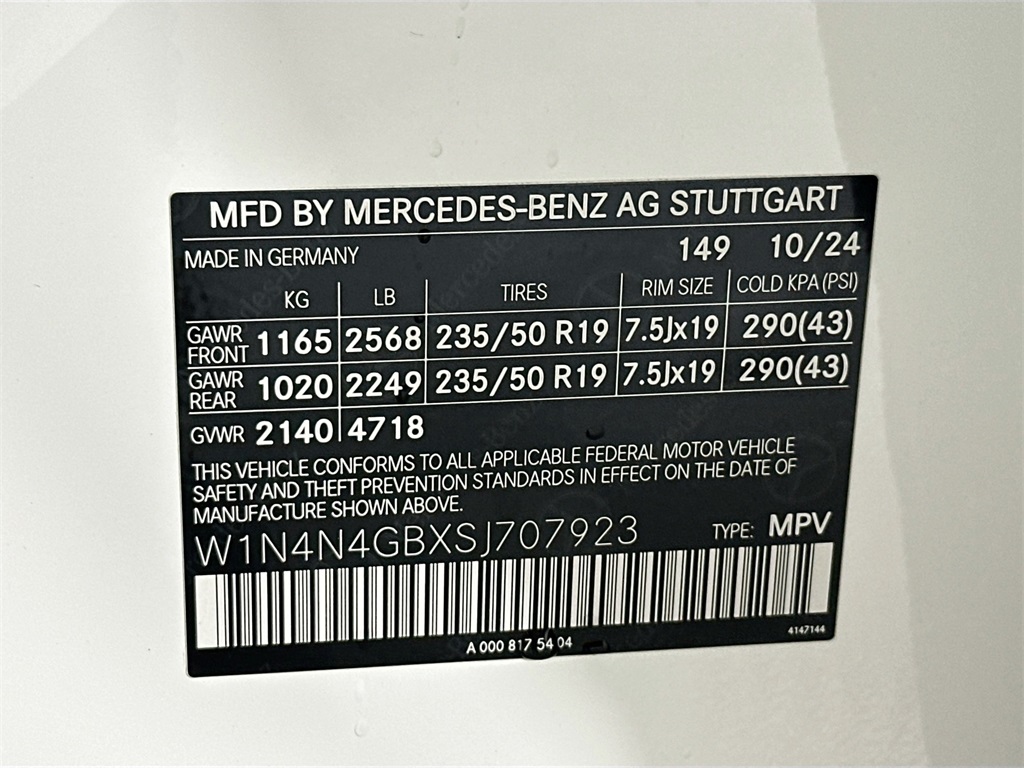 MFD BY MERCEDES-BENZ AG STUTTGART
MADE IN GERMANY 149 10/24
KG LB TIRES RIM SIZE COLD KPA (PSI)
GAWR FRONT 1165 2568 235/50 R19 7.5Jx19 290(43)
GAWR REAR 1020 2249 235/50 R19 7.5Jx19 290(43)
GVWR 2140 4718
THIS VEHICLE CONFORMS TO ALL APPLICABLE FEDERAL MOTOR VEHICLE
SAFETY AND THEFT PREVENTION STANDARDS IN EFFECT ON THE DATE OF
MANUFACTURE SHOWN ABOVE.
W1N4N4GBXSJ707923 TYPE: MPV
A 000 817 54 04 4147144